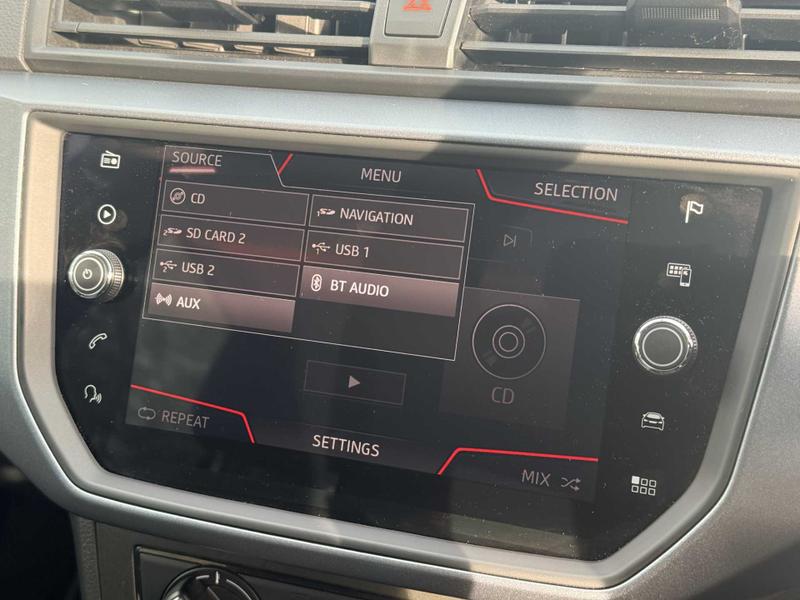 SOURCE
MENU
SELECTION
CD
NAVIGATION
SD CARD 2
USB 1
USB 2
BT AUDIO
AUX
CD
REPEAT
SETTINGS
MIX